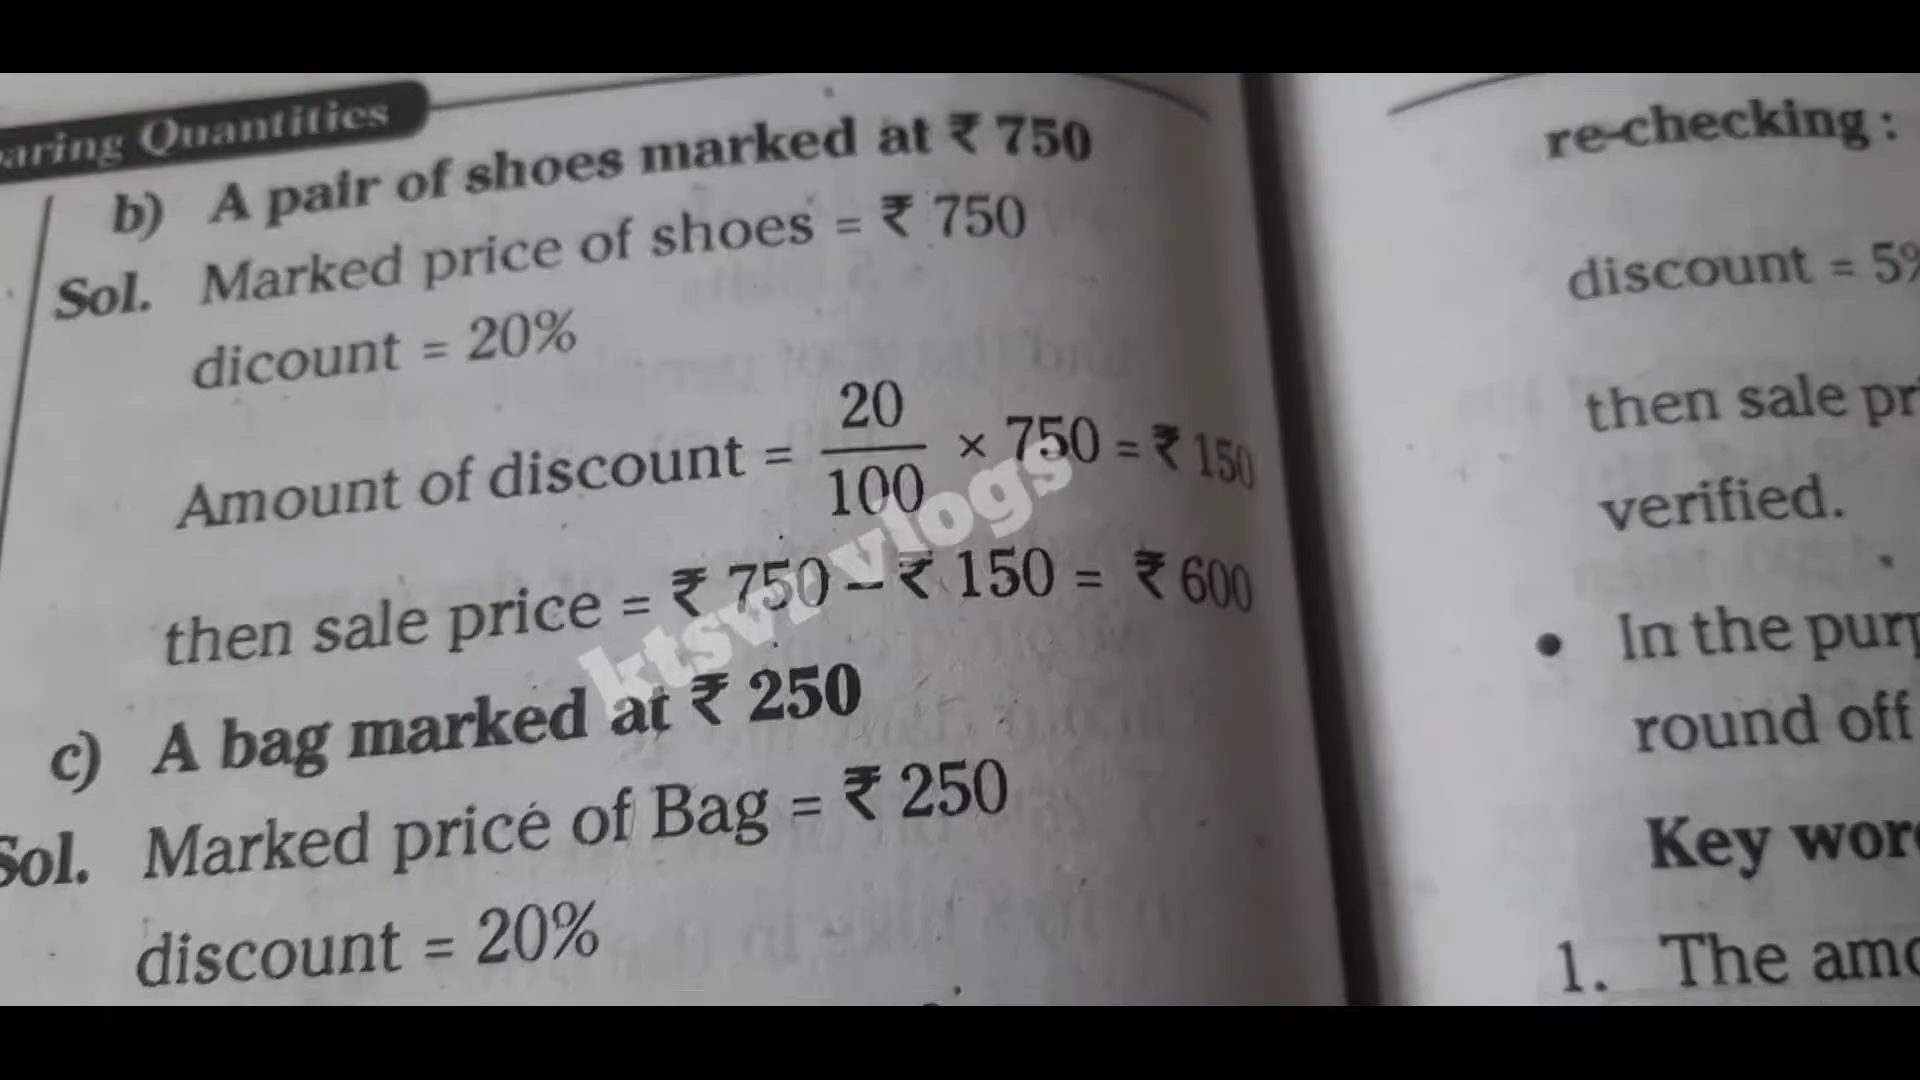 aring Quantities
b) A pair of shoes marked at ₹ 750
Sol. Marked price of shoes = ₹ 750
dicount = 20%
Amount of discount = 20/100 × 750 = ₹ 150
then sale price = ₹ 750 – ₹ 150 = ₹ 600
c) A bag marked at ₹ 250
Sol. Marked price of Bag = ₹ 250
discount = 20%
re-checking :
discount = 5%
then sale pr
verified.
• In the purp
round off
Key wor
1. The amo
vlogs